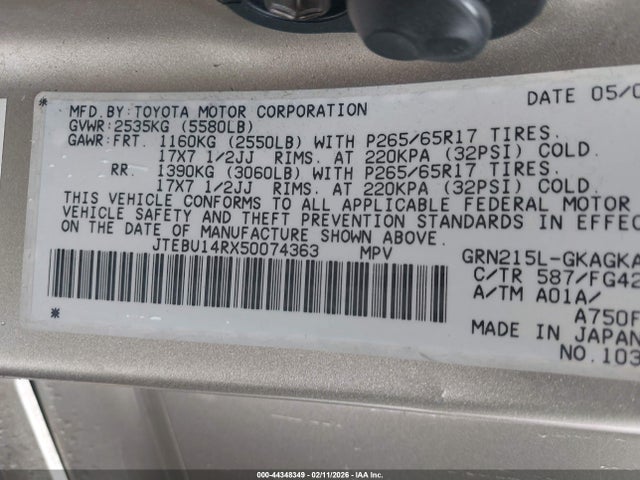 DATE 05/0
MFD.BY:TOYOTA MOTOR CORPORATION
GVWR:2535KG (5580LB)
GAWR:FRT. 1160KG (2550LB) WITH P265/65R17 TIRES.
17X7 1/2JJ RIMS. AT 220KPA (32PSI) COLD.
RR. 1390KG (3060LB) WITH P265/65R17 TIRES.
17X7 1/2JJ RIMS. AT 220KPA (32PSI) COLD.
THIS VEHICLE CONFORMS TO ALL APPLICABLE FEDERAL MOTOR
VEHICLE SAFETY AND THEFT PREVENTION STANDARDS IN EFFEC
ON THE DATE OF MANUFACTURE SHOWN ABOVE.
JTEBU14RX50074363 MPV GRN215L-GKAGKA
C/TR 587/FG42
A/TM A01A/
A750F
MADE IN JAPAN
NO.103
000-44348349 | 02/11/2026 | IAA Inc.